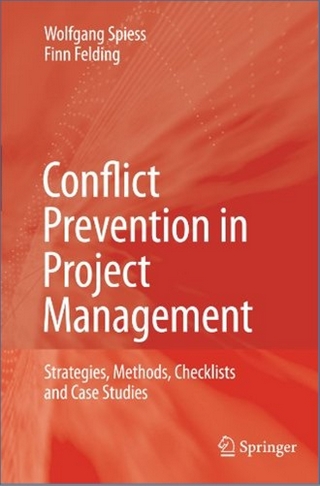 Wolfgang Spiess
Finn Felding
Conflict
Prevention in
Project
Management
Strategies, Methods, Checklists
and Case Studies
Springer